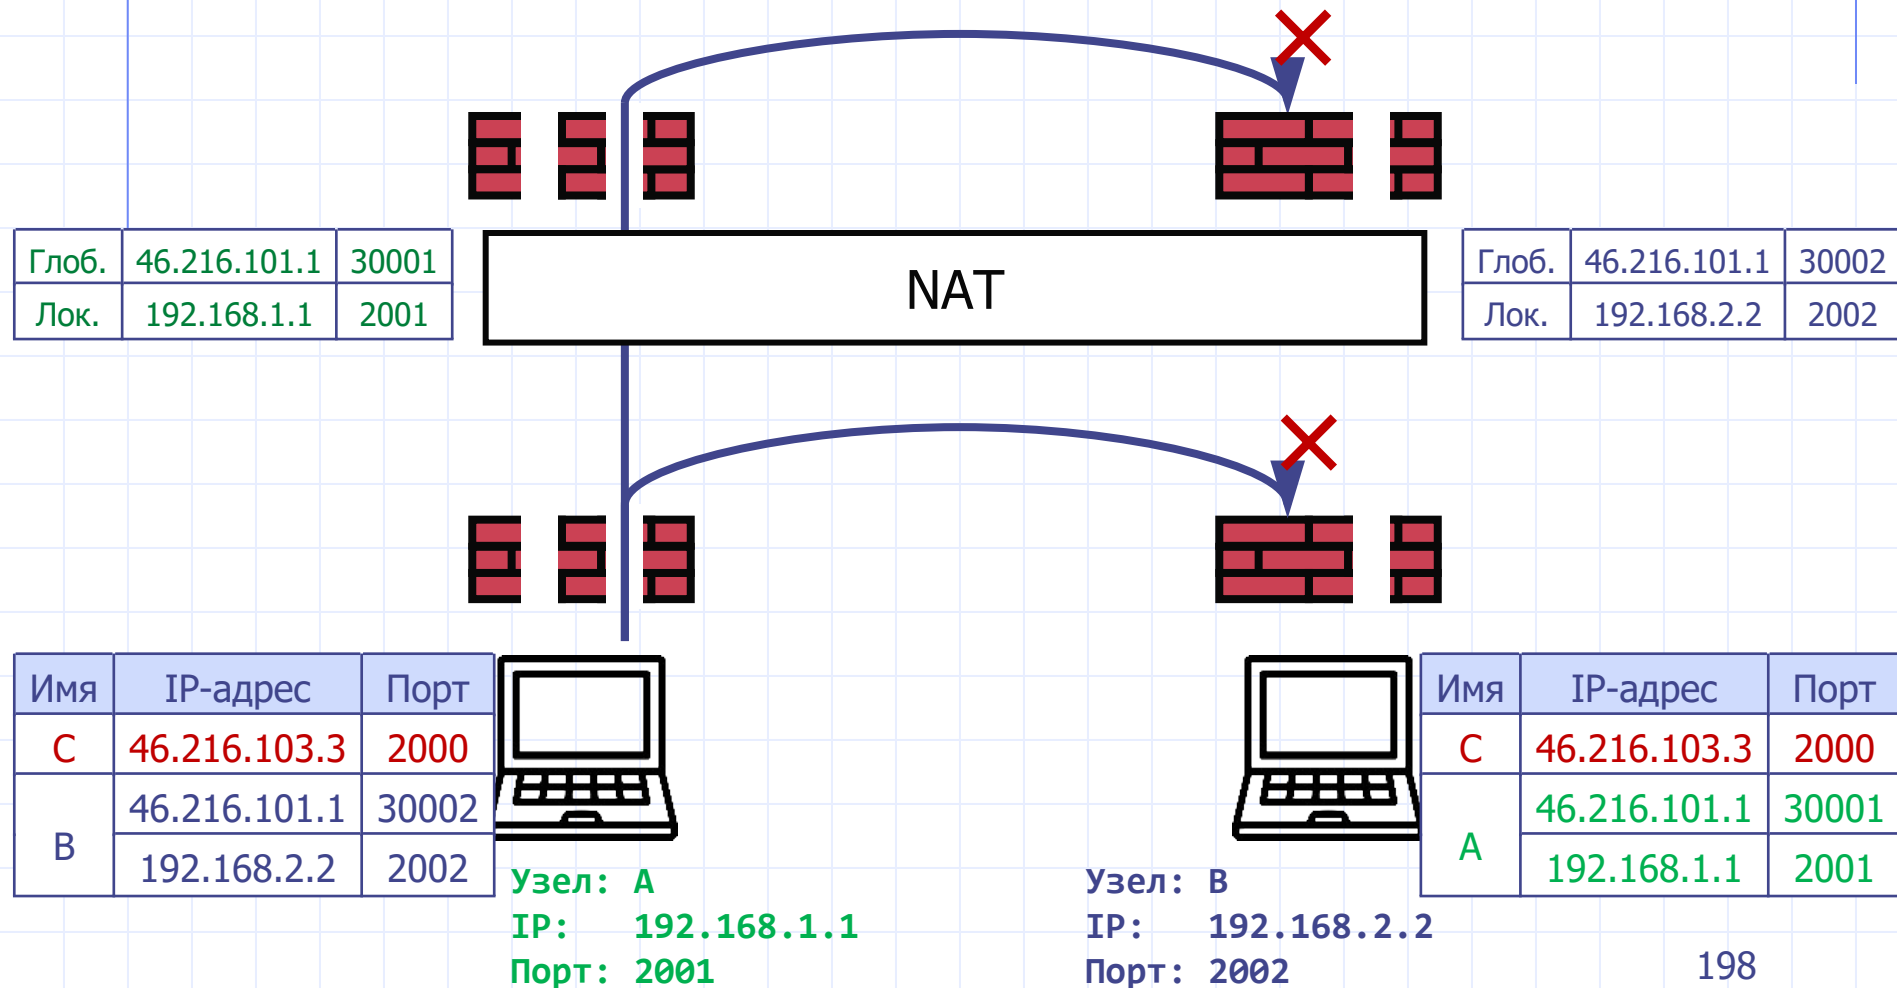 Глоб. 46.216.101.1 30001
Лок. 192.168.1.1 2001
NAT
Глоб. 46.216.101.1 30002
Лок. 192.168.2.2 2002
Имя IP-адрес Порт
C 46.216.103.3 2000
B 46.216.101.1 30002
192.168.2.2 2002
Узел: A
IP: 192.168.1.1
Порт: 2001
Узел: B
IP: 192.168.2.2
Порт: 2002
Имя IP-адрес Порт
C 46.216.103.3 2000
A 46.216.101.1 30001
192.168.1.1 2001
198